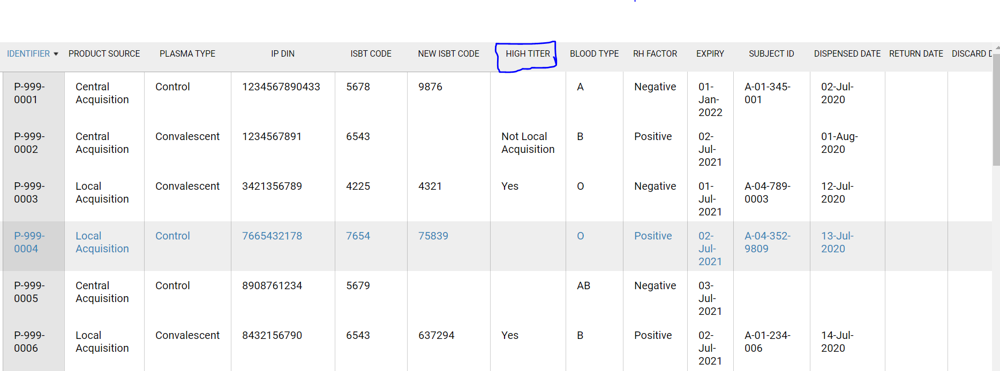 IDENTIFIER PRODUCT SOURCE PLASMA TYPE IP DIN ISBT CODE NEW ISBT CODE HIGH TITER BLOOD TYPE RH FACTOR EXPIRY SUBJECT ID DISPENSED DATE RETURN DATE DISCARD D
P-999- Central Control 1234567890433 5678 9876 A Negative 01- A-01-345- 02-Jul-
0001 Acquisition Jan- 001 2020
2022
P-999- Central Convalescent 1234567891 6543 Not Local B Positive 02- 01-Aug-
0002 Acquisition Acquisition Jul- 2020
2021
P-999- Local Convalescent 3421356789 4225 4321 Yes O Negative 01- A-04-789- 12-Jul-
0003 Acquisition Jul- 0003 2020
2021
P-999- Local Control 7665432178 7654 75839 O Positive 02- A-04-352- 13-Jul-
0004 Acquisition Jul- 9809 2020
2021
P-999- Central Control 8908761234 5679 AB Negative 03-
0005 Acquisition Jul-
2021
P-999- Local Convalescent 8432156790 6543 637294 Yes B Positive 02- A-01-234- 14-Jul-
0006 Acquisition Jul- 006 2020
2021